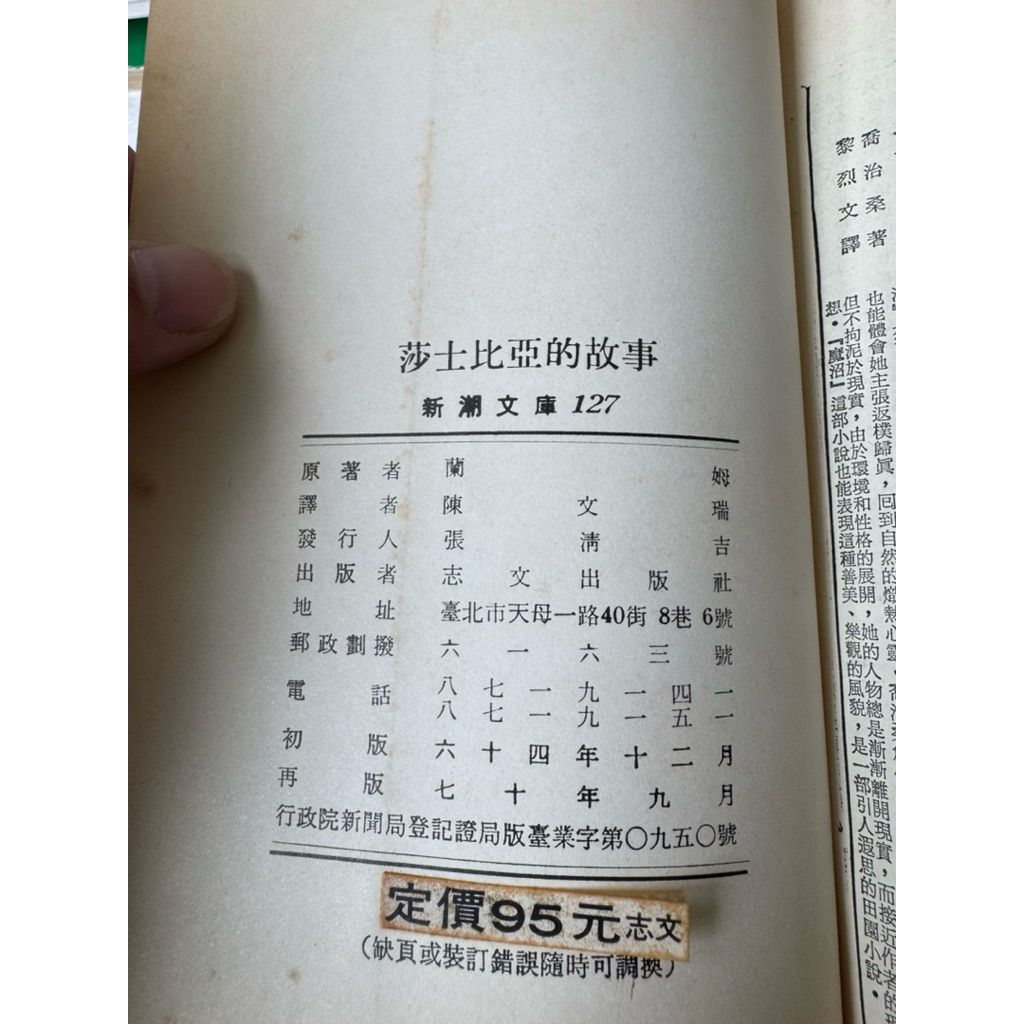 莎士比亞的故事
新潮文庫 127
原著者 蘭姆
譯者 陳文瑞
發行人 張清吉
出版者 志文出版社
地址 臺北市天母一路40街 8巷 6號
郵政劃撥 六一六三號
電話 八七一九一四一
八七一九一五一
初版 六十四年十二月
再版 七十年九月
行政院新聞局登記證局版臺業字第〇九五〇號
定價95元志文
(缺頁或裝訂錯誤隨時可調換)
喬治桑著
黎烈文譯
也能體會她主張返樸歸眞,回到自然的熾熱心靈。
但不拘泥於現實,由於環境和性格的展開,她的人物總是漸漸離開現實,而接近作者的
想。『魔沼』這部小說也能表現這種善美、樂觀的風貌,是一部引人遐思的田園小說。